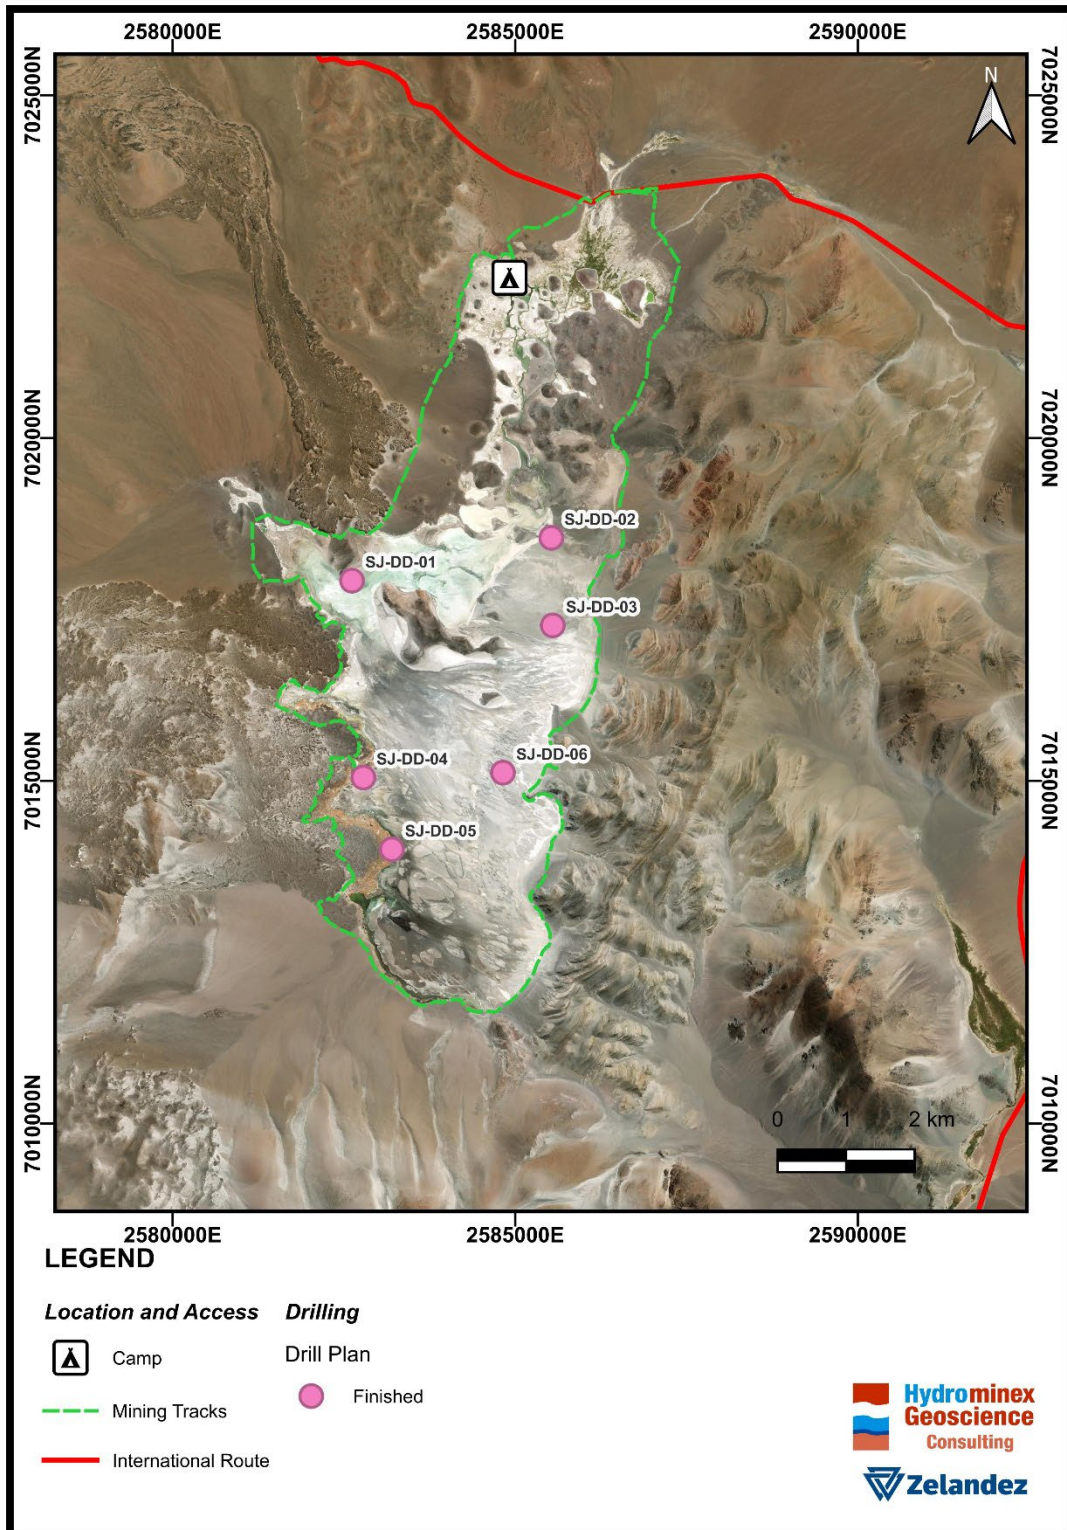 2580000E 2585000E 2590000E
7025000N
7025000N
N
7020000N
7020000N
SJ-DD-02
SJ-DD-01
SJ-DD-03
7015000N
SJ-DD-04
SJ-DD-06
7015000N
SJ-DD-05
7010000N
0 1 2 km
7010000N
2580000E 2585000E 2590000E
LEGEND
Location and Access Drilling
Camp
Drill Plan
Mining Tracks
Finished
International Route
Hydrominex
Geoscience
Consulting
Zelandez